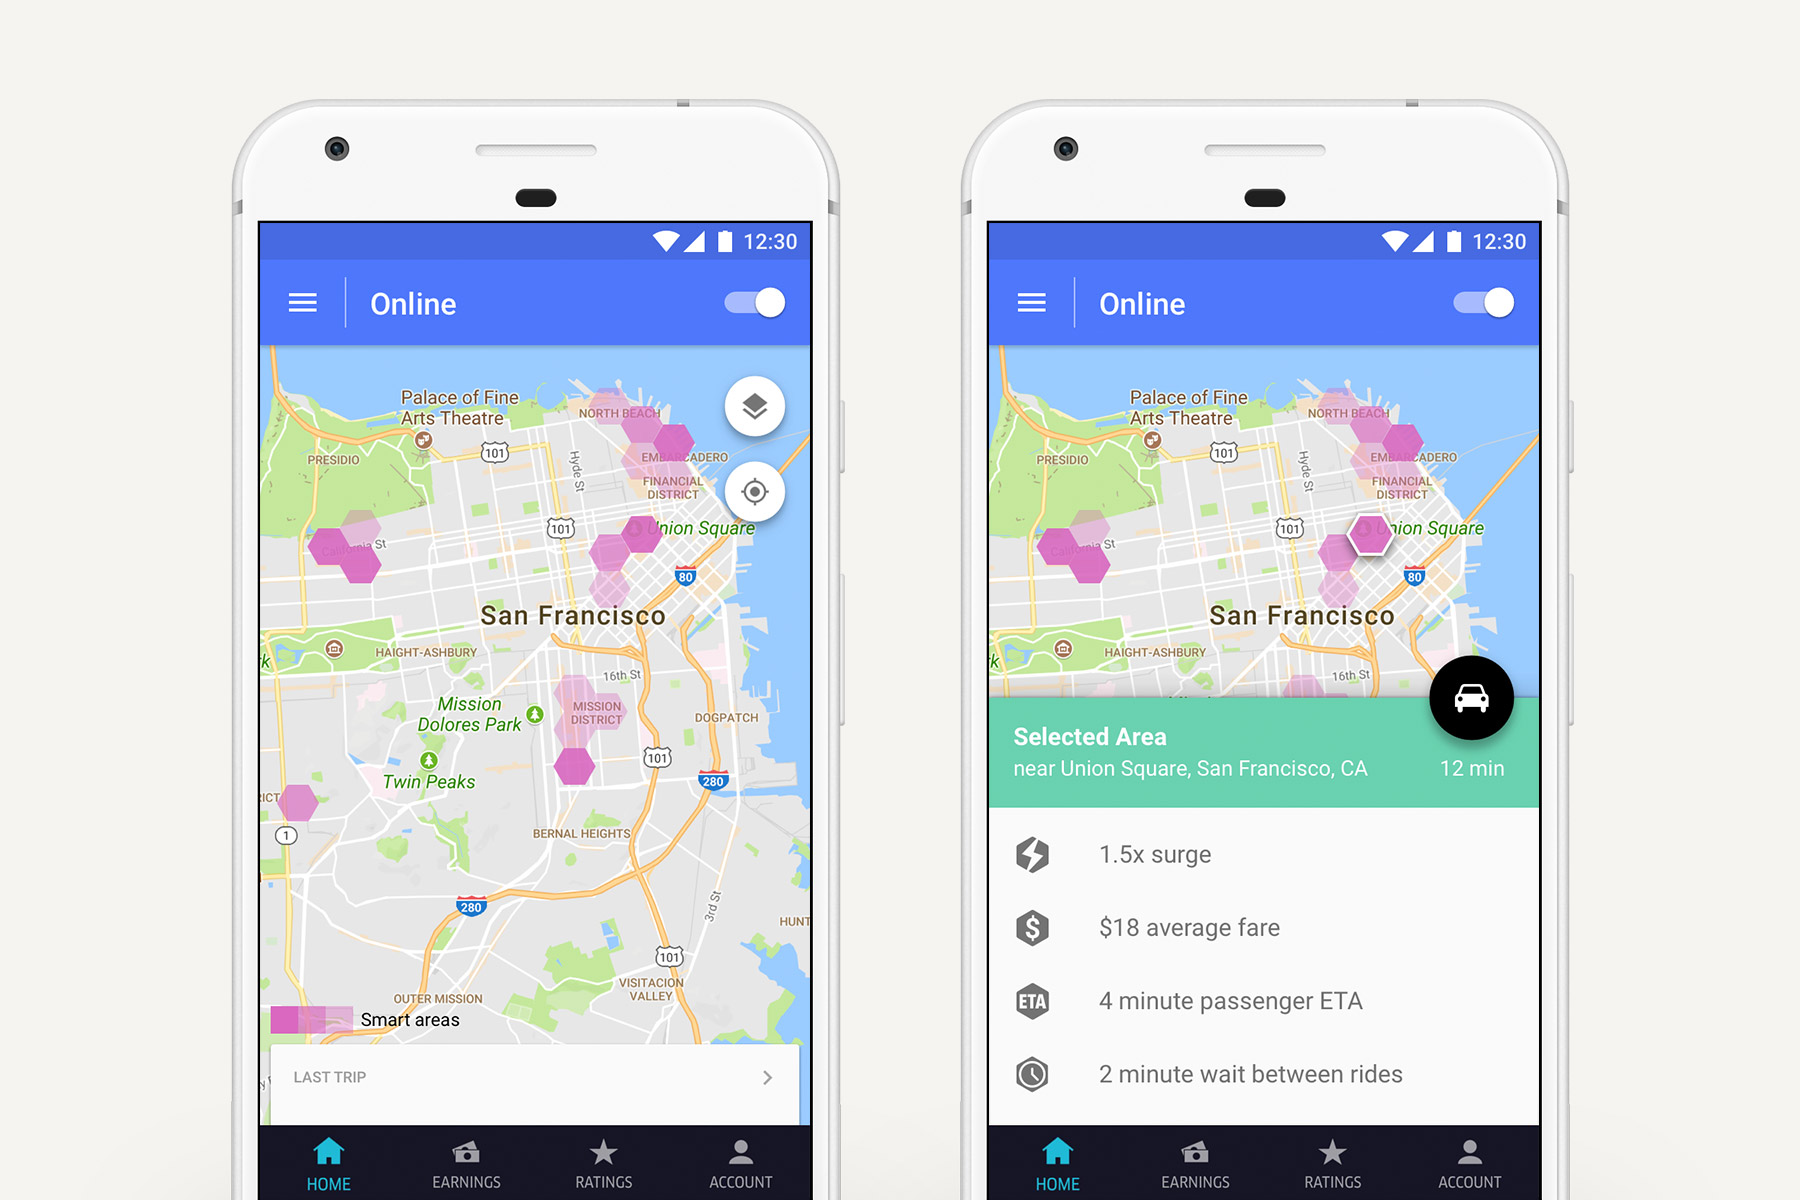 12:30
Online
Palace of Fine
Arts Theatre
NORTH BEACH
PRESIDIO
101
Hyde St
EMBARCADERO
FINANCIAL
DISTRICT
101
Union Square
California St
80
San Francisco
HAIGHT-ASHBURY
16th St
Mission
Dolores Park
MISSION
DISTRICT
DOGPATCH
101
280
Twin Peaks
RICT
1
BERNAL HEIGHTS
280
3rd St
HUNT
101
VISITACION
VALLEY
OUTER MISSION
Smart areas
LAST TRIP
HOME
EARNINGS
RATINGS
ACCOUNT
12:30
Online
Palace of Fine
Arts Theatre
NORTH BEACH
PRESIDIO
101
Hyde St
EMBARCADERO
FINANCIAL
DISTRICT
101
Union Square
California St
80
San Francisco
HAIGHT-ASHBURY
16th St
Selected Area
near Union Square, San Francisco, CA
12 min
1.5x surge
$18 average fare
ETA
4 minute passenger ETA
2 minute wait between rides
HOME
EARNINGS
RATINGS
ACCOUNT